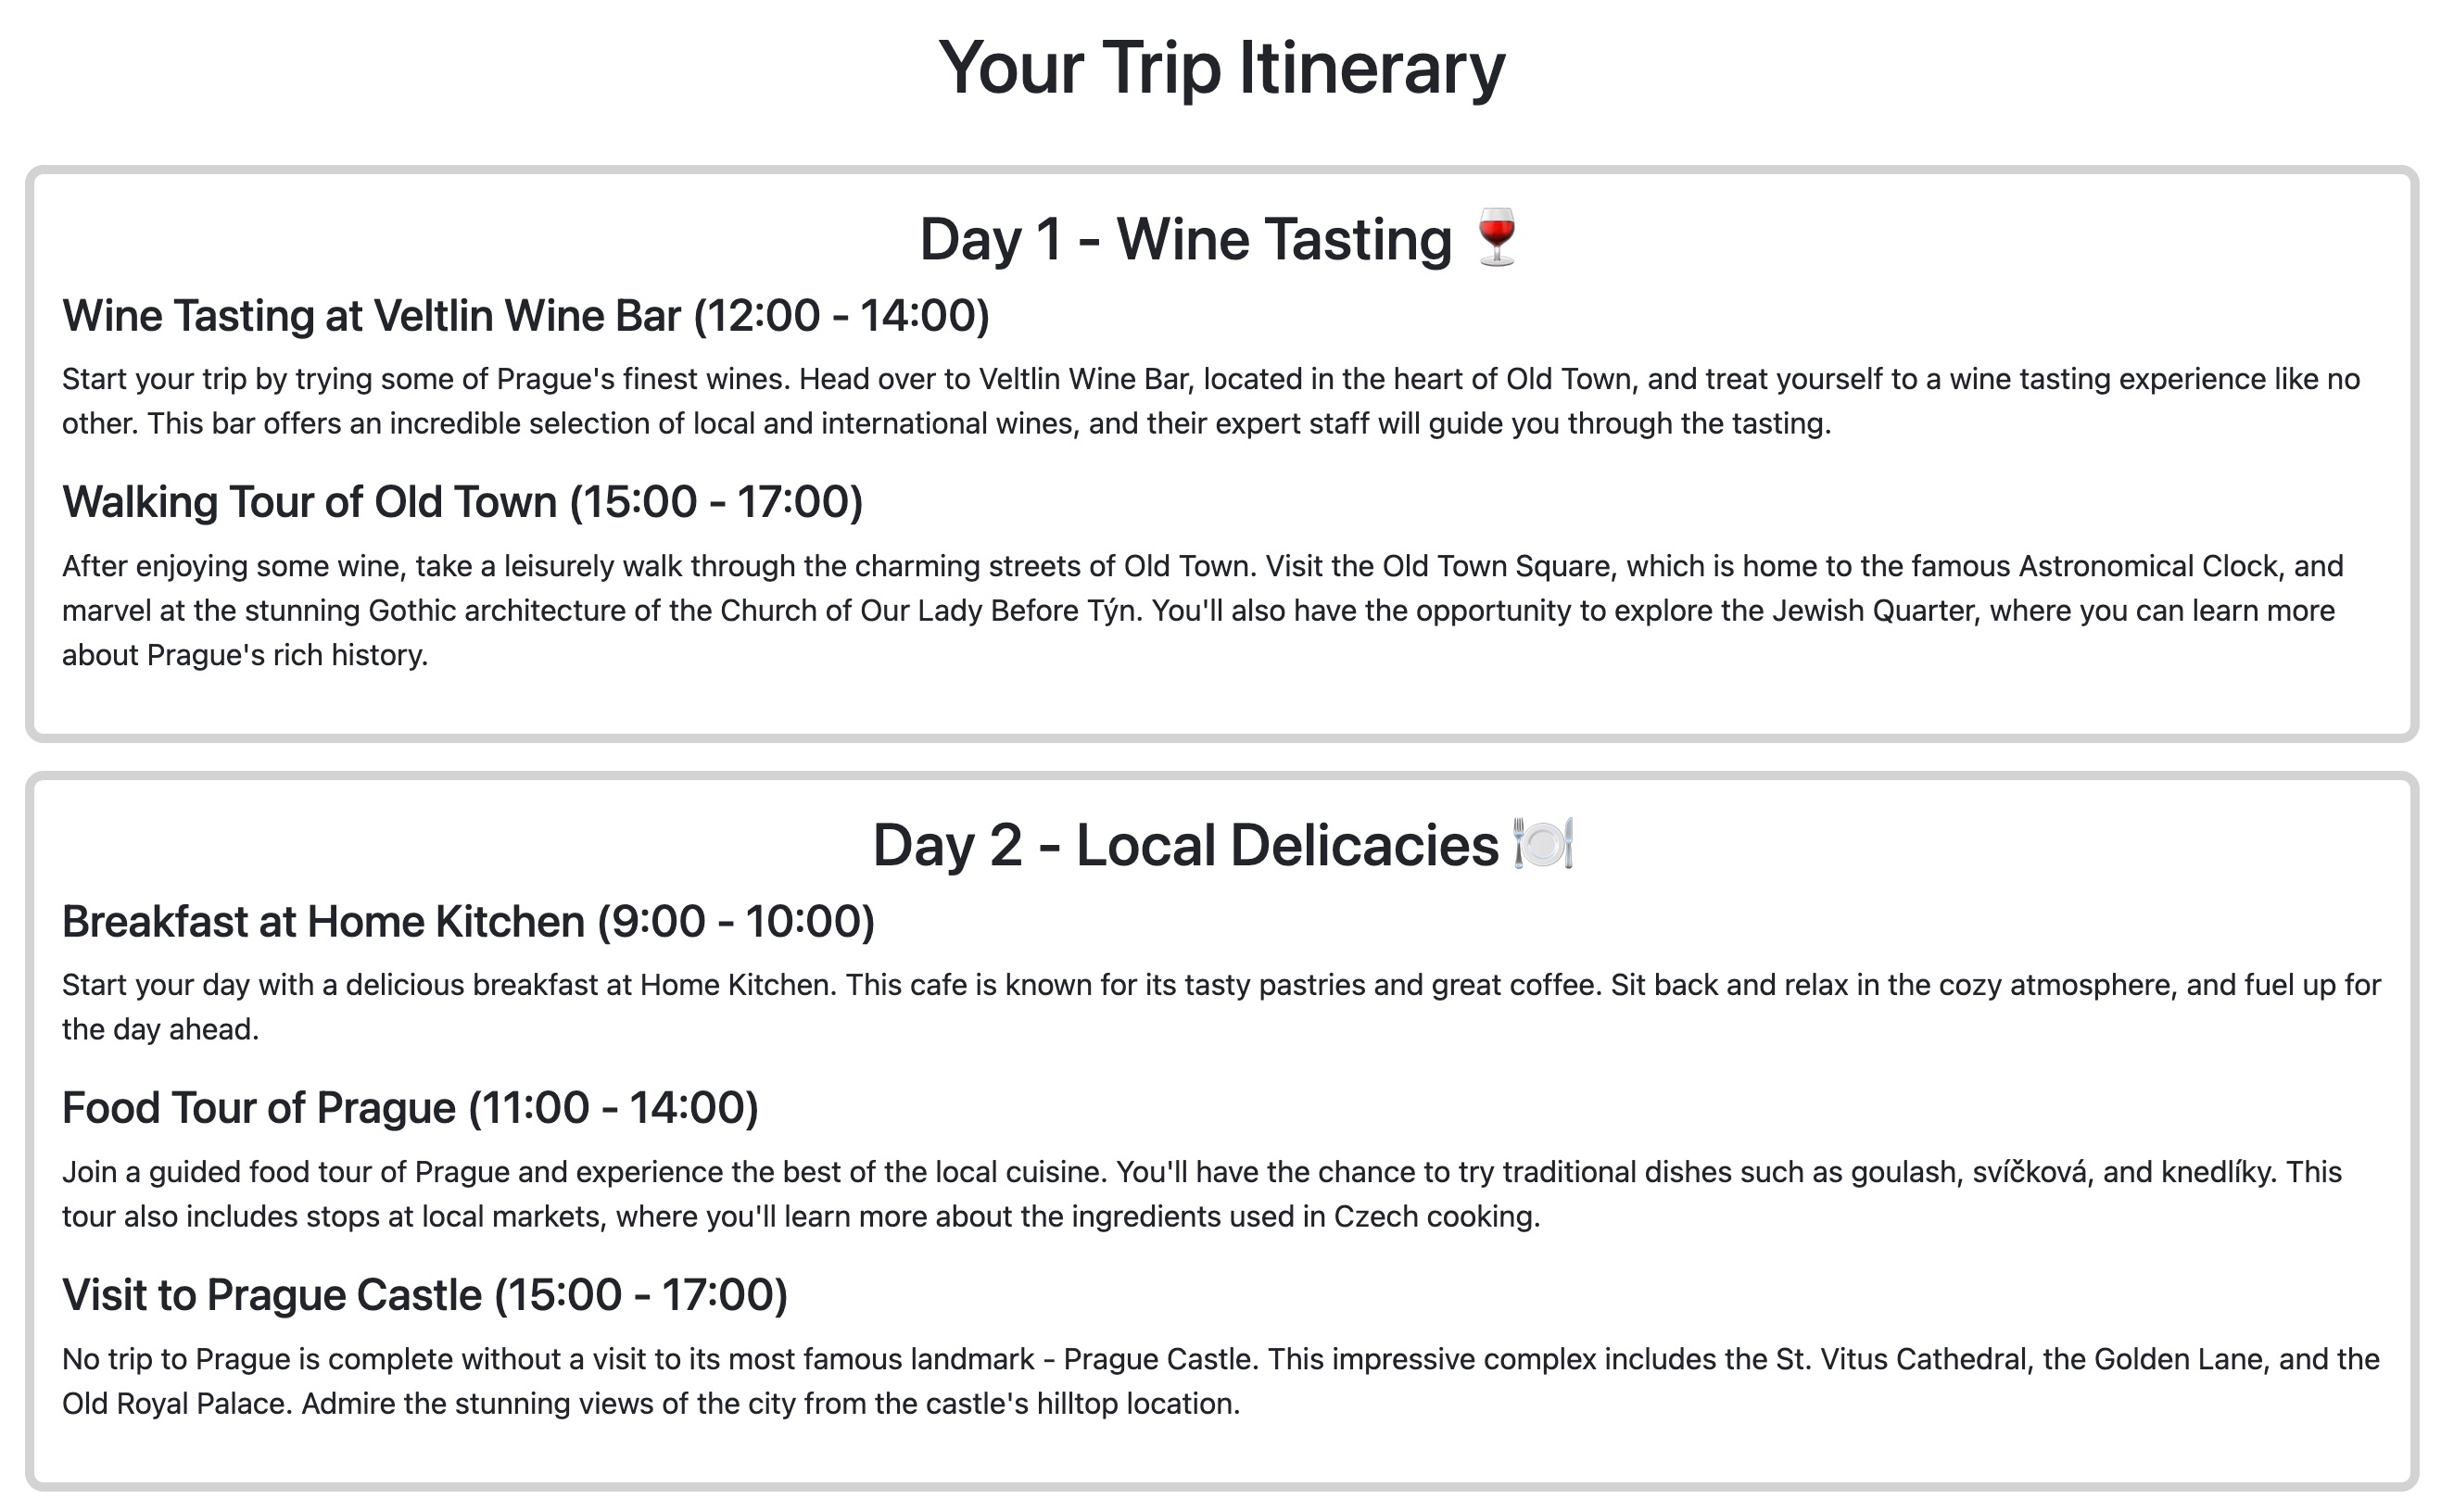 Your Trip Itinerary
Day 1 - Wine Tasting 🍷
Wine Tasting at Veltlin Wine Bar (12:00 - 14:00)
Start your trip by trying some of Prague's finest wines. Head over to Veltlin Wine Bar, located in the heart of Old Town, and treat yourself to a wine tasting experience like no
other. This bar offers an incredible selection of local and international wines, and their expert staff will guide you through the tasting.
Walking Tour of Old Town (15:00 - 17:00)
After enjoying some wine, take a leisurely walk through the charming streets of Old Town. Visit the Old Town Square, which is home to the famous Astronomical Clock, and
marvel at the stunning Gothic architecture of the Church of Our Lady Before Týn. You'll also have the opportunity to explore the Jewish Quarter, where you can learn more
about Prague's rich history.
Day 2 - Local Delicacies 🍽️
Breakfast at Home Kitchen (9:00 - 10:00)
Start your day with a delicious breakfast at Home Kitchen. This cafe is known for its tasty pastries and great coffee. Sit back and relax in the cozy atmosphere, and fuel up for
the day ahead.
Food Tour of Prague (11:00 - 14:00)
Join a guided food tour of Prague and experience the best of the local cuisine. You'll have the chance to try traditional dishes such as goulash, svíčková, and knedlíky. This
tour also includes stops at local markets, where you'll learn more about the ingredients used in Czech cooking.
Visit to Prague Castle (15:00 - 17:00)
No trip to Prague is complete without a visit to its most famous landmark - Prague Castle. This impressive complex includes the St. Vitus Cathedral, the Golden Lane, and the
Old Royal Palace. Admire the stunning views of the city from the castle's hilltop location.